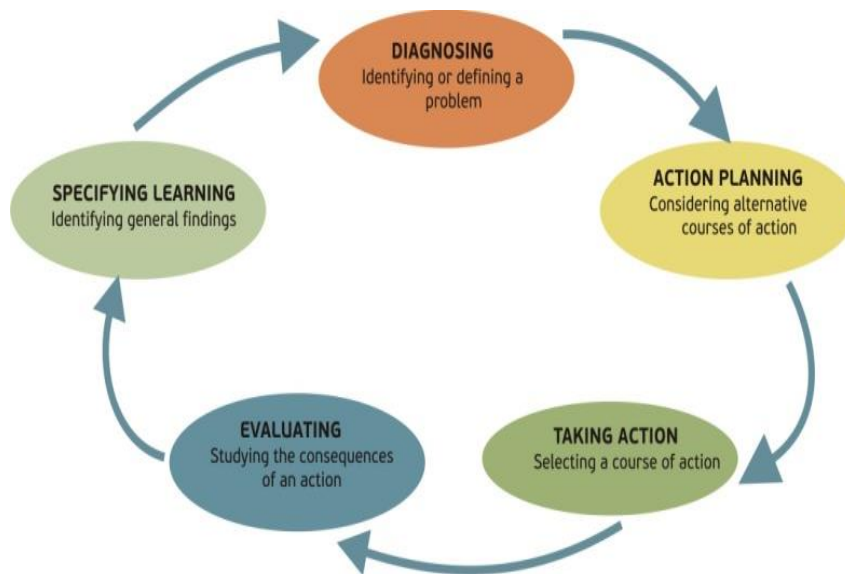 DIAGNOSING
Identifying or defining a
problem
ACTION PLANNING
Considering alternative
courses of action
TAKING ACTION
Selecting a course of action
EVALUATING
Studying the consequences
of an action
SPECIFYING LEARNING
Identifying general findings